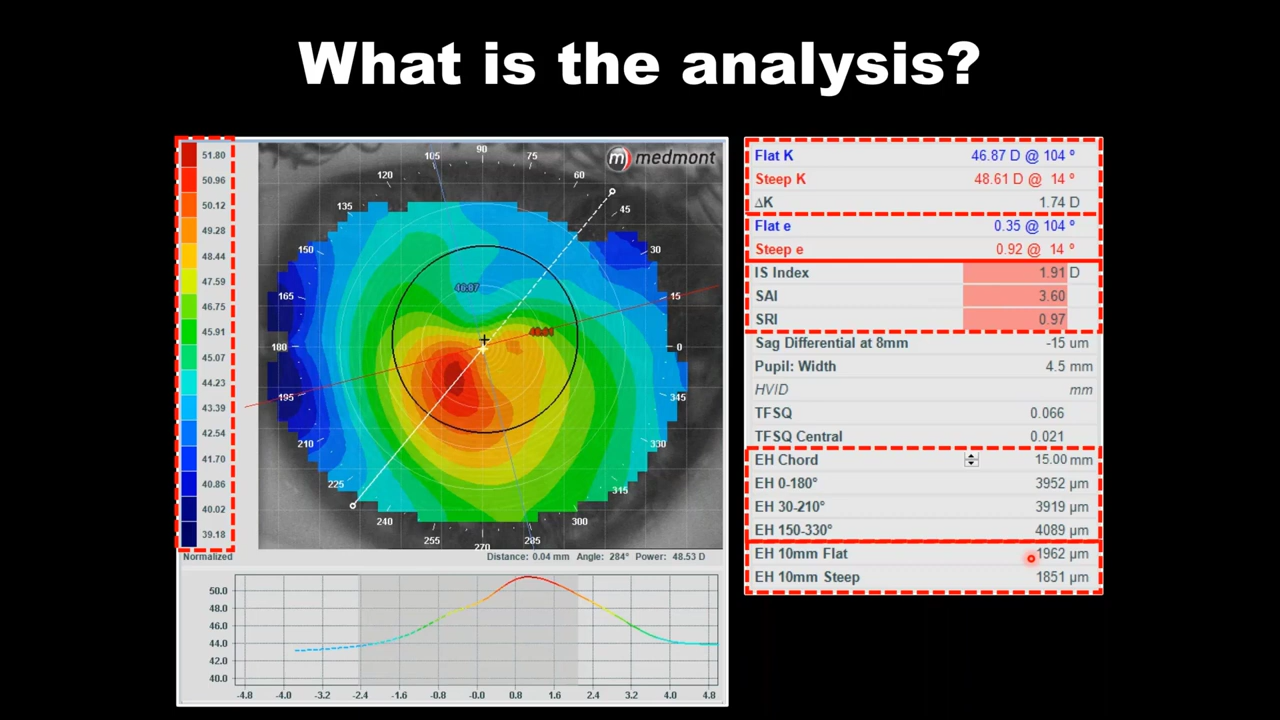 What is the analysis?
51.80
50.96
50.12
49.28
48.44
47.59
46.75
45.91
45.07
44.23
43.39
42.54
41.70
40.86
40.02
39.18
Normalized
medmont
105 90 75
120 60
135 45
150 30
165 15
180 0
195 345
210 330
225 315
240 300
255 270 285
46.87
48.61
Distance: 0.04 mm Angle: 284° Power: 48.53 D
50.0
48.0
46.0
44.0
42.0
40.0
-4.8 -4.0 -3.2 -2.4 -1.6 -0.8 -0.0 0.8 1.6 2.4 3.2 4.0 4.8
Flat K 46.87 D @ 104 °
Steep K 48.61 D @ 14 °
ΔK 1.74 D
Flat e 0.35 @ 104 °
Steep e 0.92 @ 14 °
IS Index 1.91 D
SAI 3.60
SRI 0.97
Sag Differential at 8mm -15 um
Pupil: Width 4.5 mm
HVID mm
TFSQ 0.066
TFSQ Central 0.021
EH Chord 15.00 mm
EH 0-180° 3952 µm
EH 30-210° 3919 µm
EH 150-330° 4089 µm
EH 10mm Flat 1962 µm
EH 10mm Steep 1851 µm